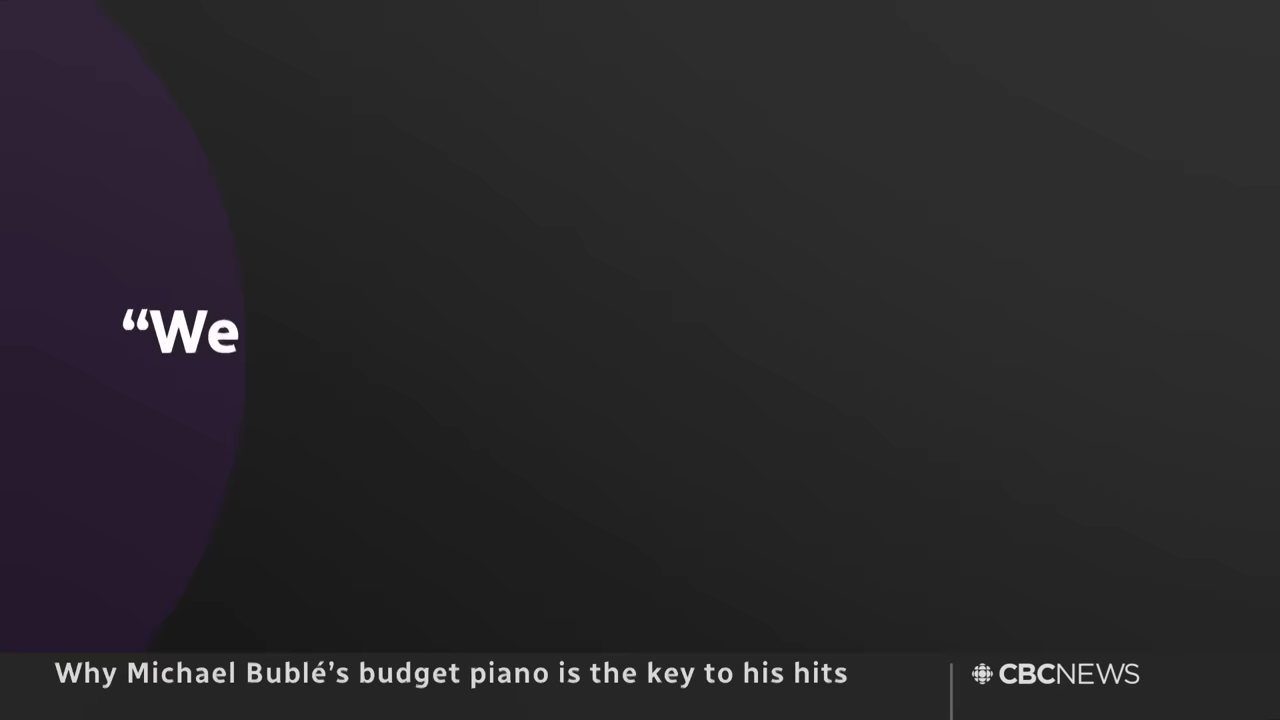 “We
Why Michael Bublé’s budget piano is the key to his hits
CBCNEWS